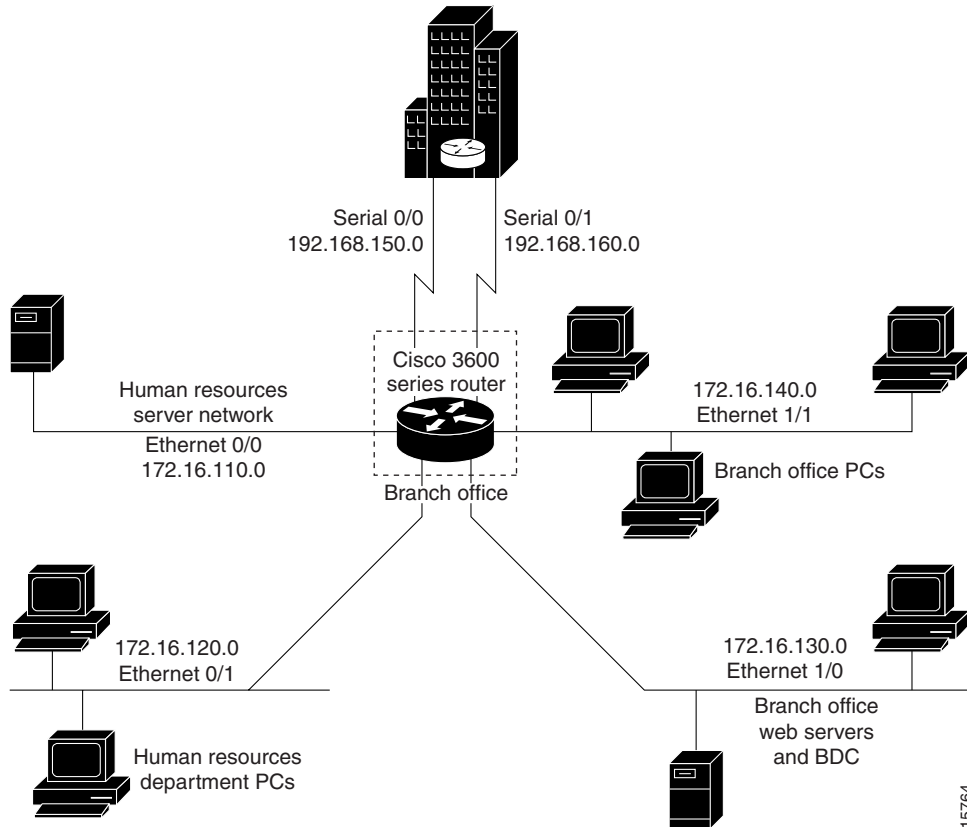 Serial 0/0
192.168.150.0
Serial 0/1
192.168.160.0
Cisco 3600
series router
Human resources
server network
Ethernet 0/0
172.16.110.0
172.16.140.0
Ethernet 1/1
Branch office PCs
Branch office
172.16.120.0
Ethernet 0/1
172.16.130.0
Ethernet 1/0
Human resources
department PCs
Branch office
web servers
and BDC
15764